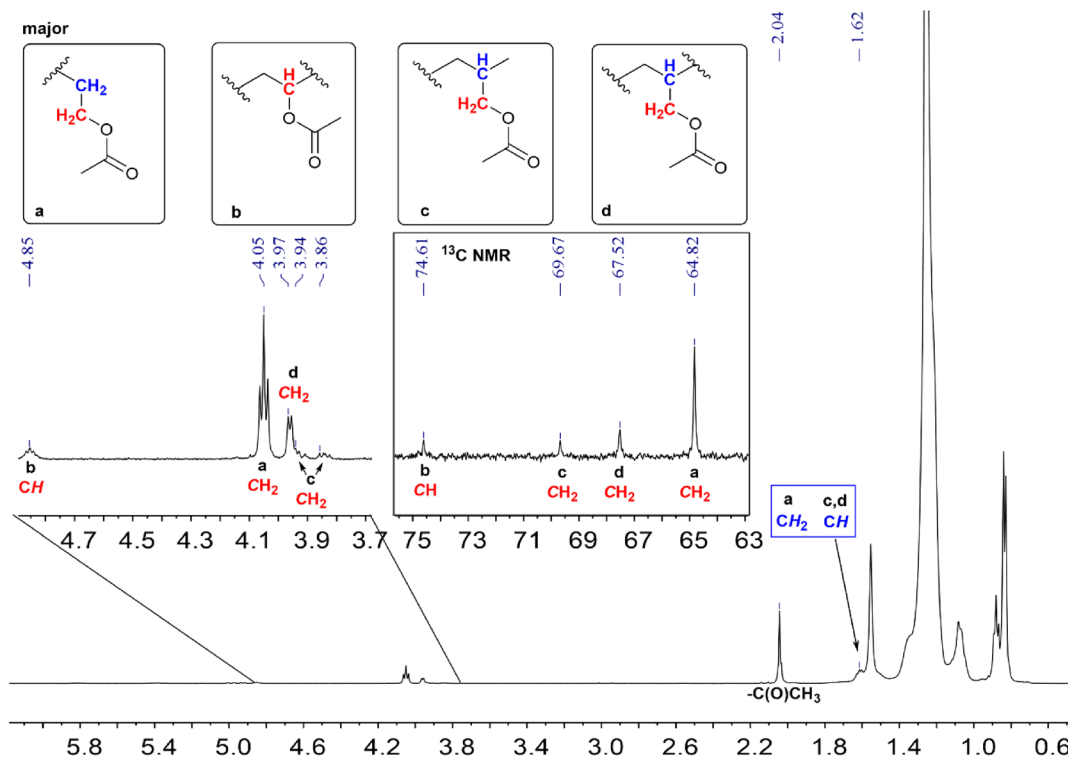 major
2.04
1.62
CH₂
H₂C
O
O
a
H
C
O
O
b
H
C
H₂C
O
O
c
H
C
H₂C
O
O
d
4.85
4.05
3.97
3.94
3.86
¹³C NMR
74.61
69.67
67.52
64.82
d
CH₂
b
CH
a
CH₂
c
CH₂
b
CH
c
CH₂
d
CH₂
a
CH₂
4.7 4.5 4.3 4.1 3.9 3.7
75 73 71 69 67 65 63
a c,d
CH₂ CH
-C(O)CH₃
5.8 5.4 5.0 4.6 4.2 3.8 3.4 3.0 2.6 2.2 1.8 1.4 1.0 0.6